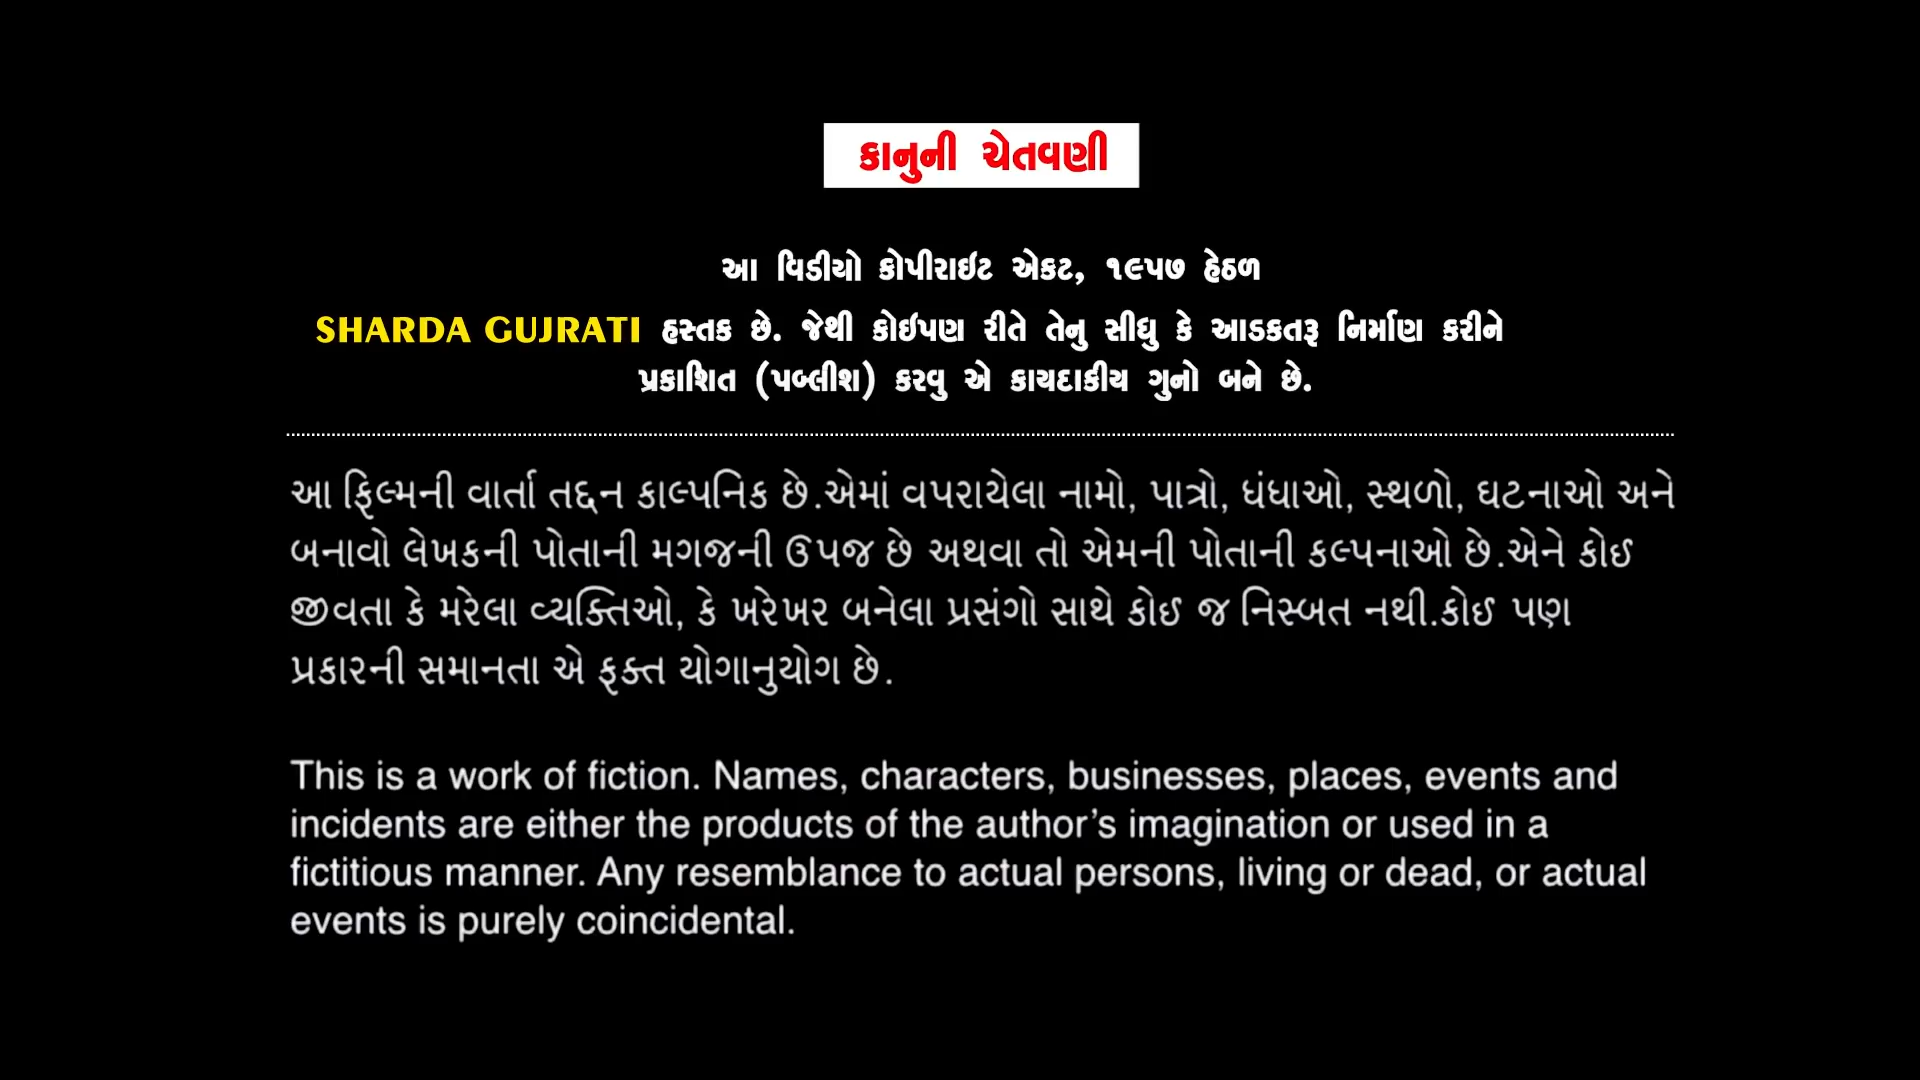 કાનુની ચેતવણી
આ વિડીયો કોપીરાઇટ એકટ, ૧૯૫૭ હેઠળ
SHARDA GUJRATI હસ્તક છે. જેથી કોઇપણ રીતે તેનુ સીધુ કે આડકતરૂ નિર્માણ કરીને
પ્રકાશિત (પબ્લીશ) કરવુ એ કાયદાકીય ગુનો બને છે.
આ ફિલ્મની વાર્તા તદ્દન કાલ્પનિક છે.એમાં વપરાયેલા નામો, પાત્રો, ધંધાઓ, સ્થળો, ઘટનાઓ અને
બનાવો લેખકની પોતાની મગજની ઉપજ છે અથવા તો એમની પોતાની કલ્પનાઓ છે.એને કોઈ
જીવતા કે મરેલા વ્યક્તિઓ, કે ખરેખર બનેલા પ્રસંગો સાથે કોઈ જ નિસ્બત નથી.કોઈ પણ
પ્રકારની સમાનતા એ ફક્ત યોગાનુયોગ છે.
This is a work of fiction. Names, characters, businesses, places, events and
incidents are either the products of the author’s imagination or used in a
fictitious manner. Any resemblance to actual persons, living or dead, or actual
events is purely coincidental.